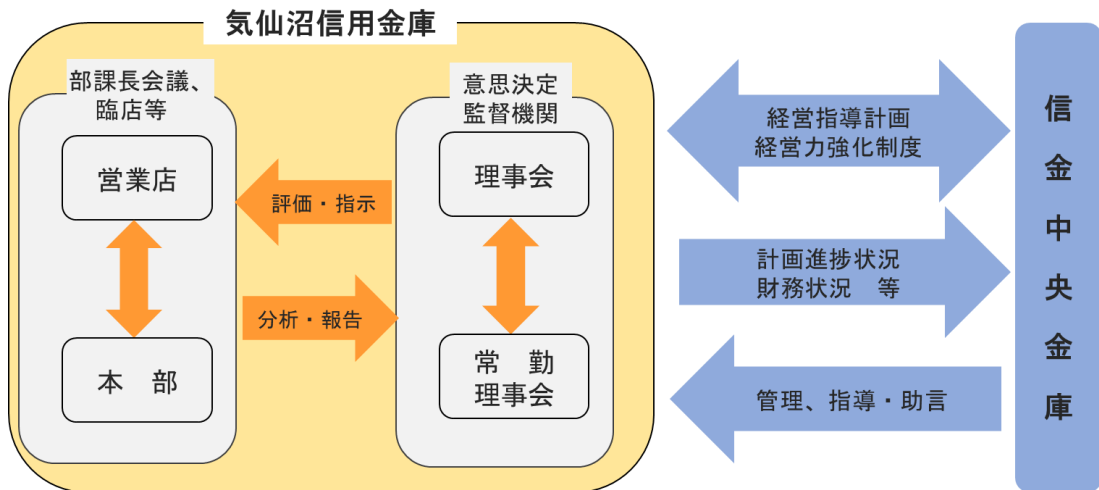 気仙沼信用金庫
部課長会議、
臨店等
営業店
本　部
評価・指示
分析・報告
意思決定
監督機関
理事会
常　勤
理事会
経営指導計画
経営力強化制度
計画進捗状況
財務状況　等
管理、指導・助言
信金中央金庫